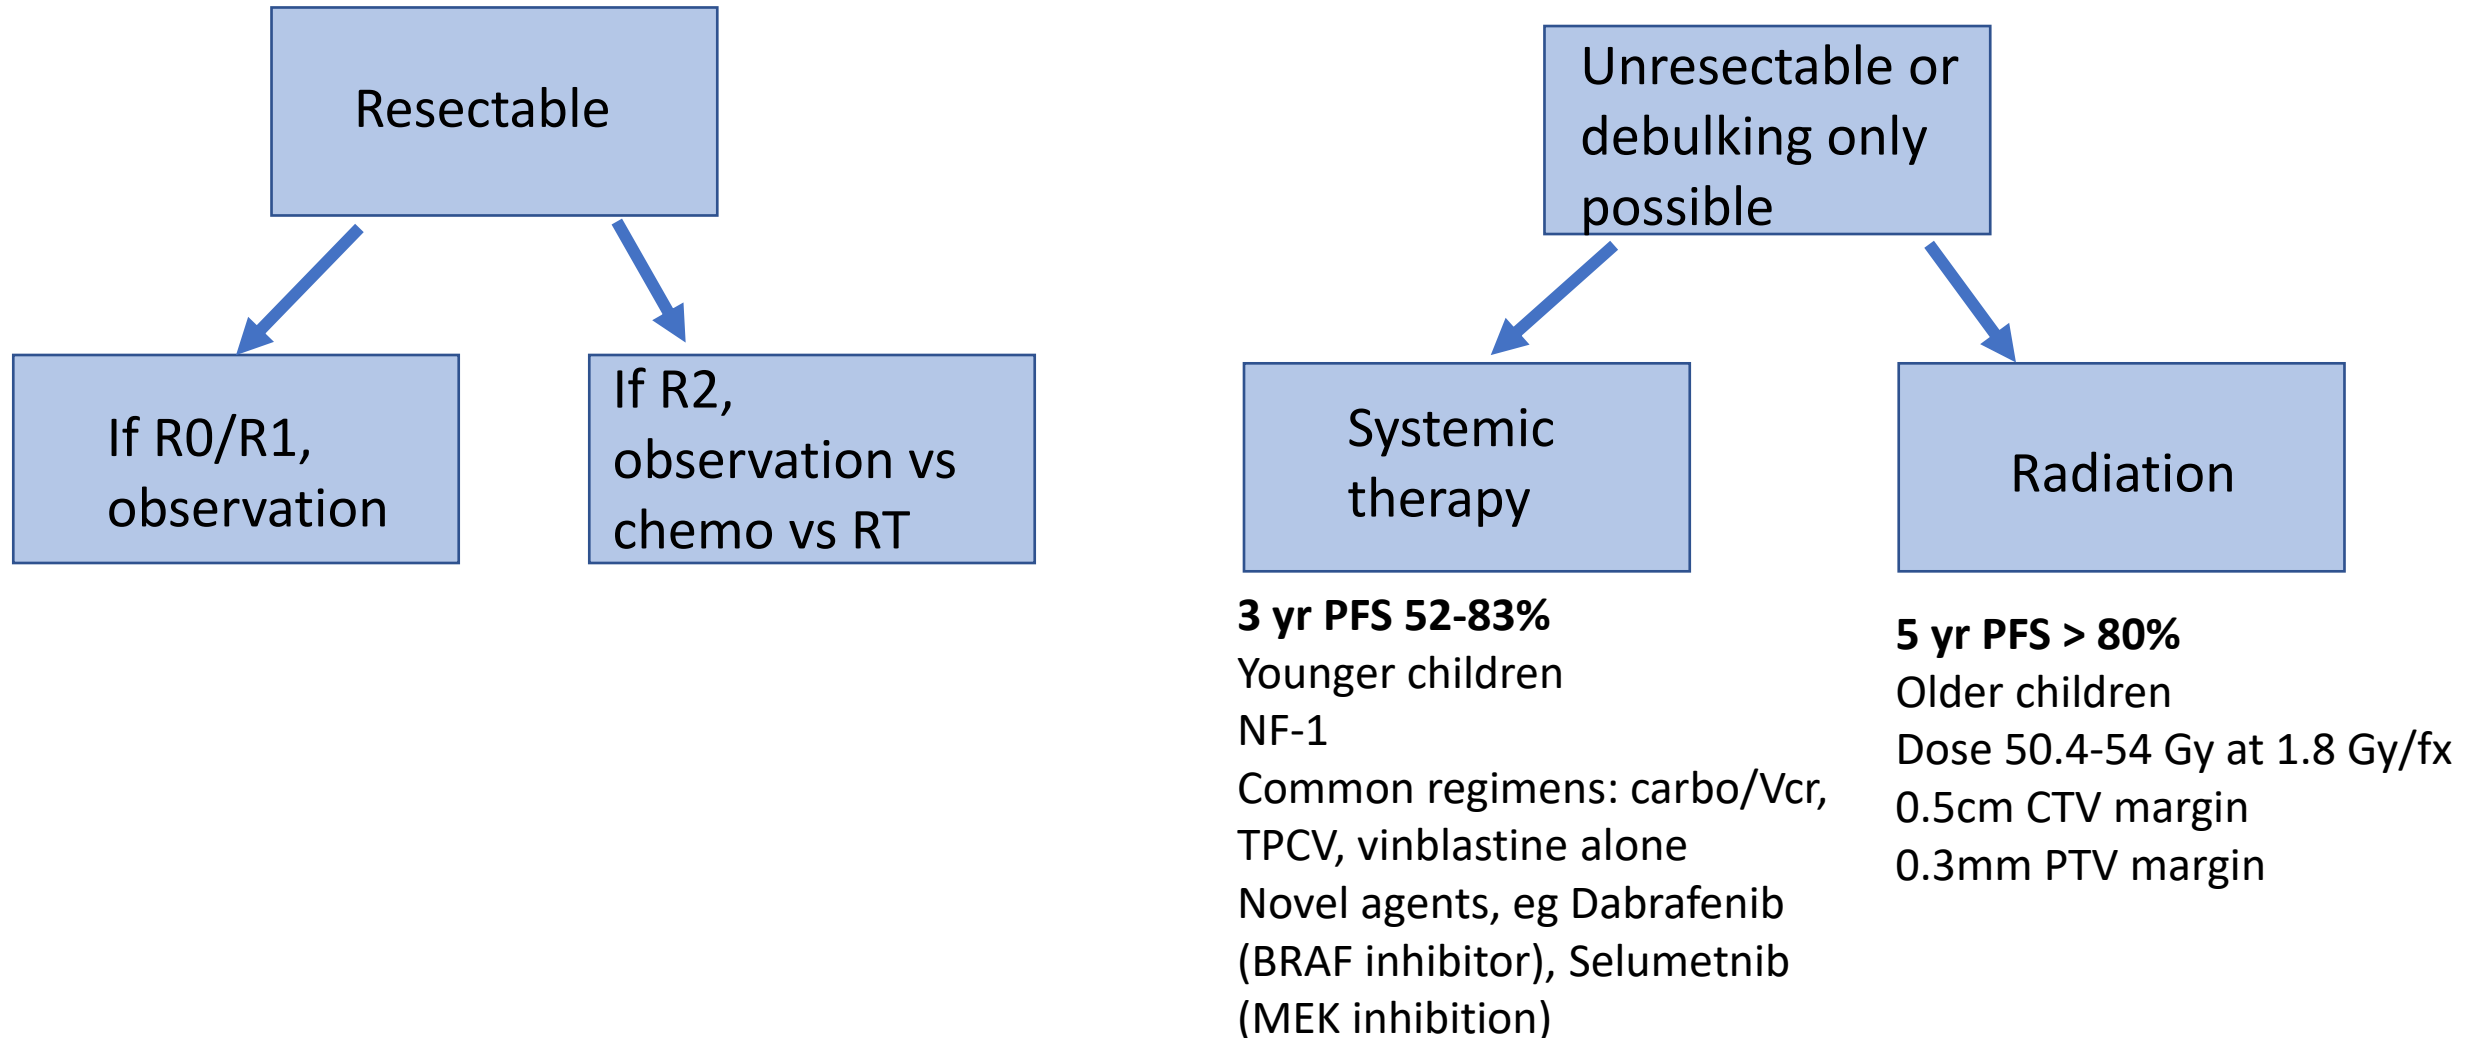 Resectable
Unresectable or
debulking only
possible
If R0/R1,
observation
If R2,
observation vs
chemo vs RT
Systemic
therapy
Radiation
3 yr PFS 52-83%
Younger children
NF-1
Common regimens: carbo/Vcr,
TPCV, vinblastine alone
Novel agents, eg Dabrafenib
(BRAF inhibitor), Selumetnib
(MEK inhibition)
5 yr PFS > 80%
Older children
Dose 50.4-54 Gy at 1.8 Gy/fx
0.5cm CTV margin
0.3mm PTV margin